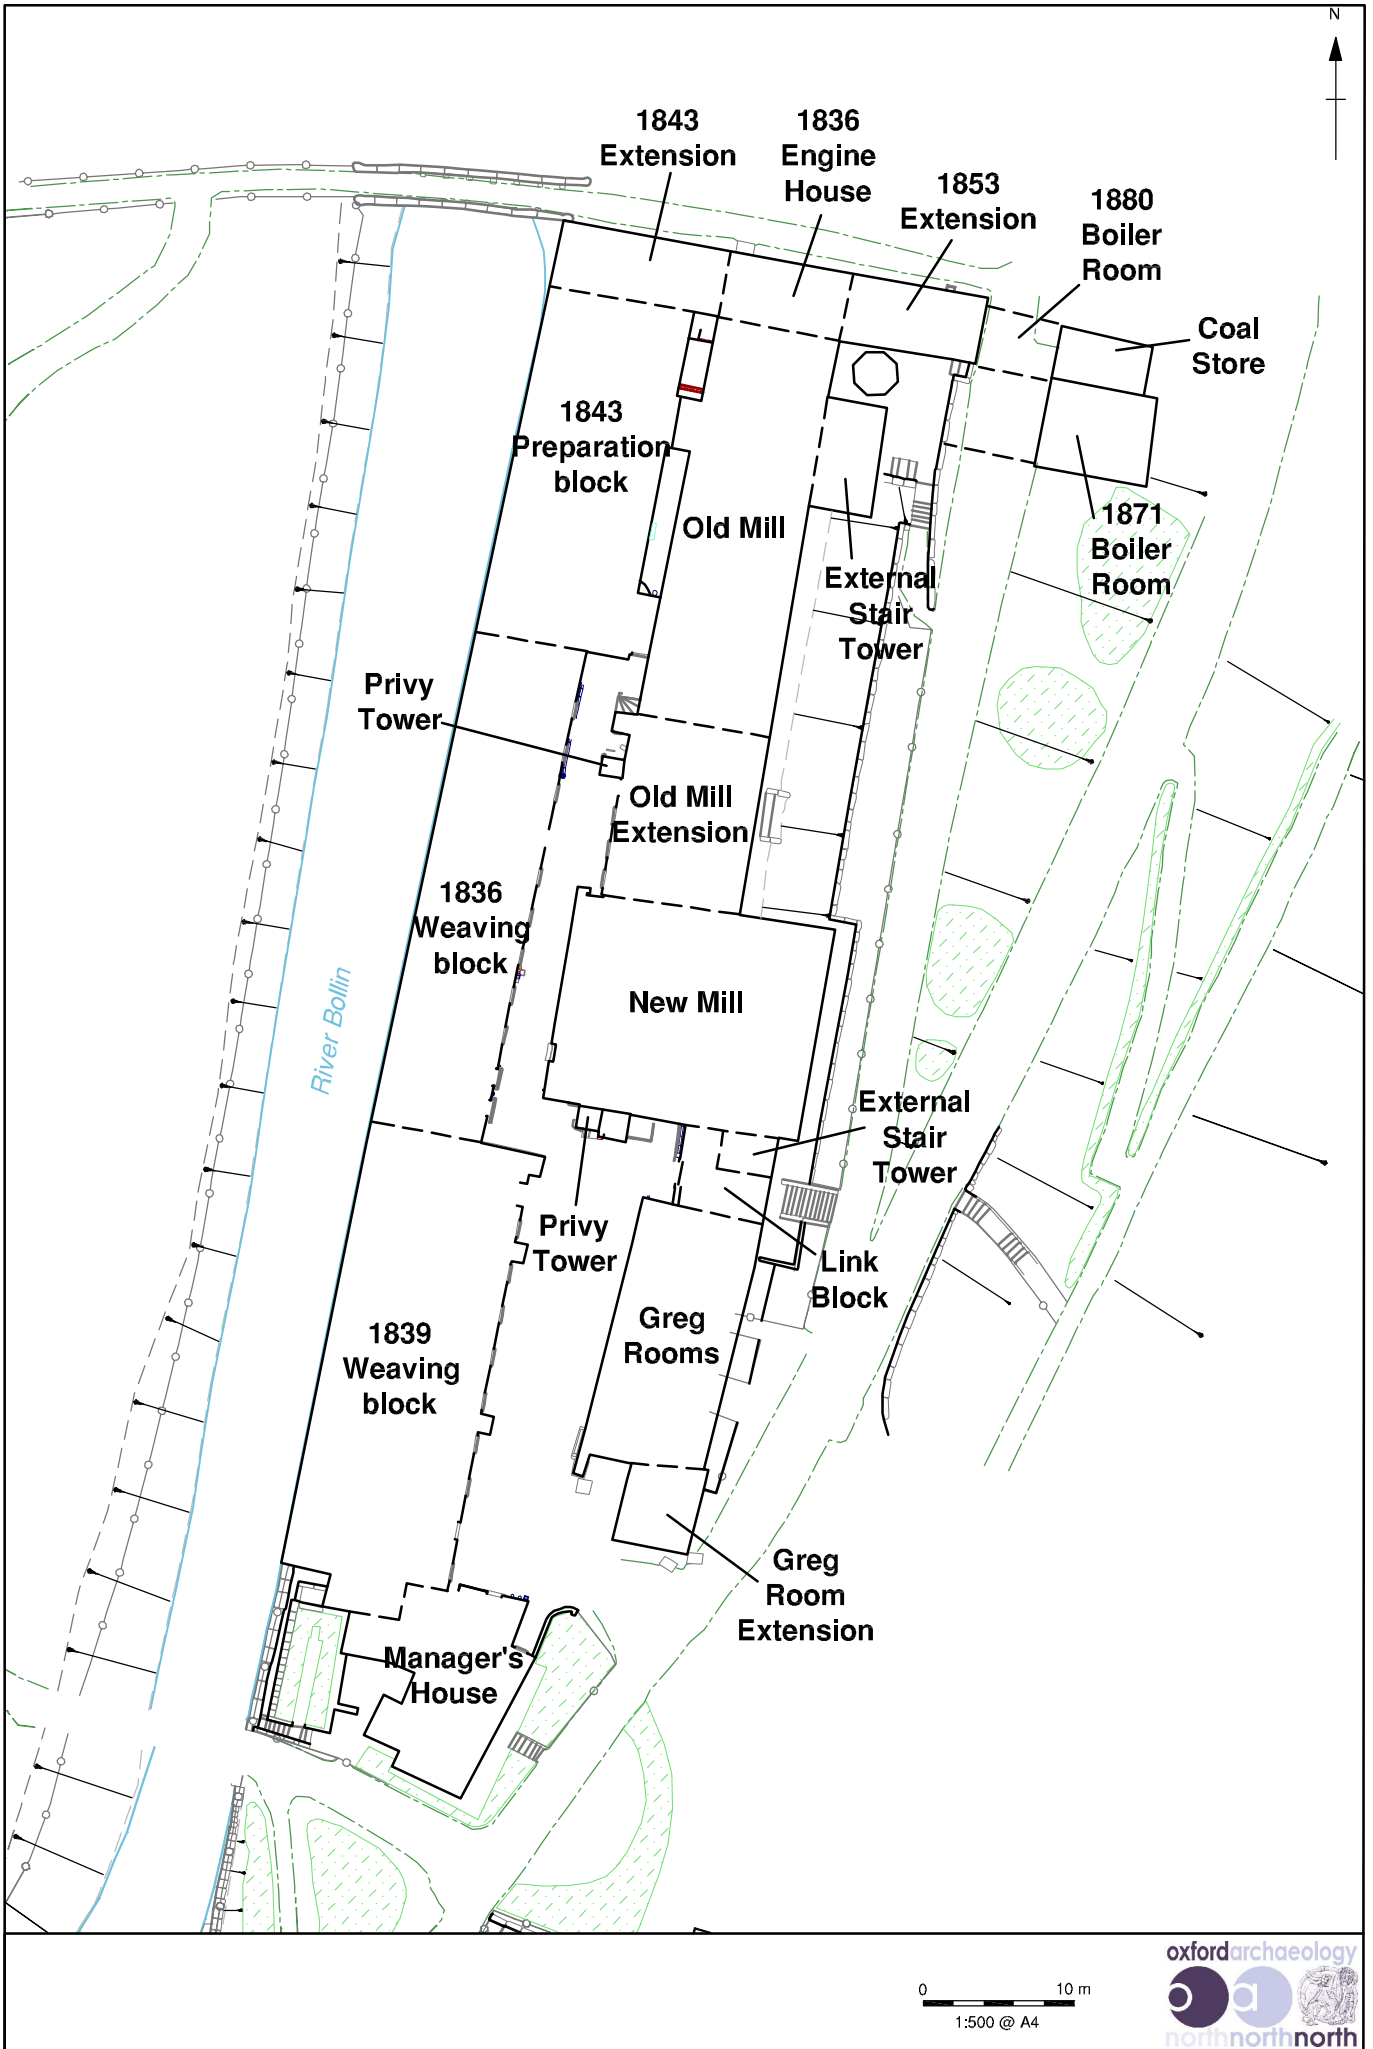 N
1843
Extension
1836
Engine
House
1853
Extension
1880
Boiler
Room
Coal
Store
1843
Preparation
block
Old Mill
1871
Boiler
Room
External
Stair
Tower
Privy
Tower
Old Mill
Extension
1836
Weaving
block
River Bollin
New Mill
External
Stair
Tower
Privy
Tower
Link
Block
Greg
Rooms
1839
Weaving
block
Greg
Room
Extension
Manager's
House
0 10 m
1:500 @ A4
oxfordarchaeology
oa
northnorthnorth